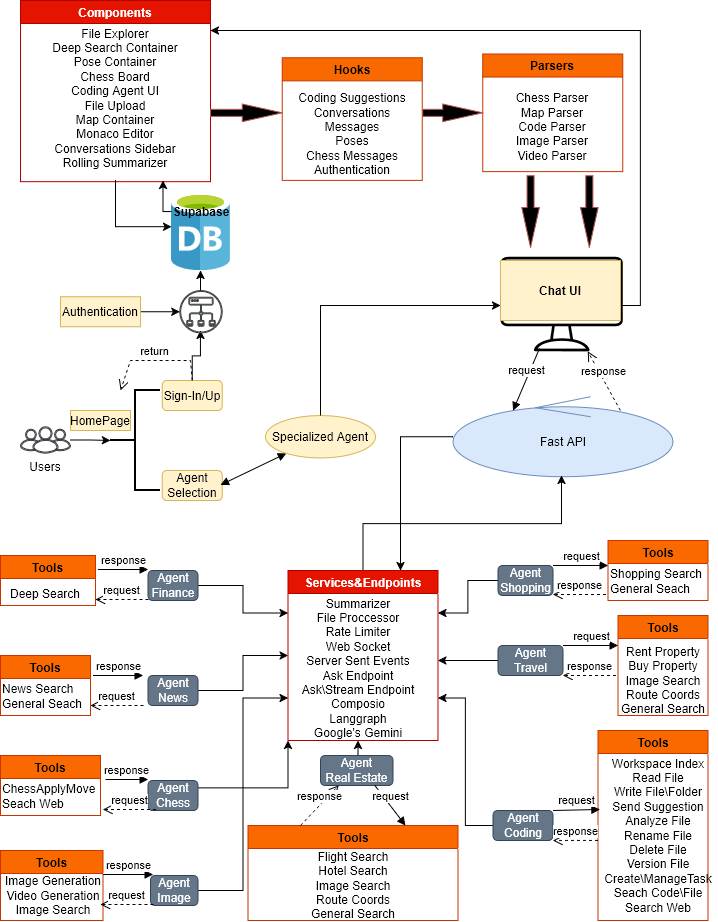 Components
File Explorer
Deep Search Container
Pose Container
Chess Board
Coding Agent UI
File Upload
Map Container
Monaco Editor
Conversations Sidebar
Rolling Summarizer
Hooks
Coding Suggestions
Conversations
Messages
Poses
Chess Messages
Authentication
Parsers
Chess Parser
Map Parser
Code Parser
Image Parser
Video Parser
Supabase
DB
Chat UI
Authentication
return
request
response
Sign-In/Up
HomePage
Users
Agent
Selection
Specialized Agent
Fast API
Tools
Deep Search
response
request
Agent
Finance
Tools
News Search
General Seach
response
request
Agent
News
Tools
ChessApplyMove
Seach Web
response
request
Agent
Chess
Tools
Image Generation
Video Generation
Image Search
response
request
Agent
Image
Services&Endpoints
Summarizer
File Proccessor
Rate Limiter
Web Socket
Server Sent Events
Ask Endpoint
Ask\Stream Endpoint
Composio
Langgraph
Google's Gemini
Agent
Real Estate
response
request
Tools
Flight Search
Hotel Search
Image Search
Route Coords
General Search
Agent
Shopping
request
response
Tools
Shopping Search
General Seach
Agent
Travel
request
response
Tools
Rent Property
Buy Property
Image Search
Route Coords
General Search
Agent
Coding
request
response
Tools
Workspace Index
Read File
Write File\Folder
Send Suggestion
Analyze File
Rename File
Delete File
Version File
Create\ManageTask
Seach Code\File
Search Web